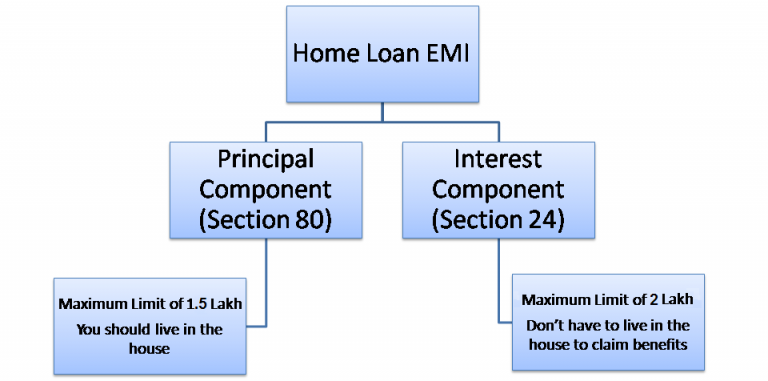 Home Loan EMI
Principal
Component
(Section 80)
Interest
Component
(Section 24)
Maximum Limit of 1.5 Lakh
You should live in the
house
Maximum Limit of 2 Lakh
Don't have to live in the
house to claim benefits